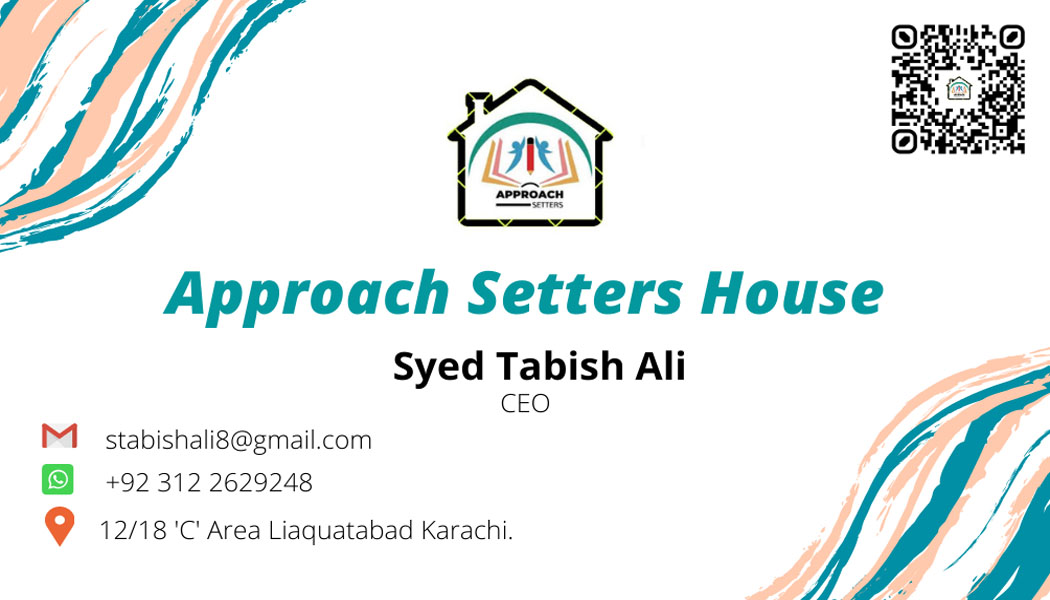 APPROACH
SETTERS
Approach Setters House
Syed Tabish Ali
CEO
stabishali8@gmail.com
+92 312 2629248
12/18 'C' Area Liaquatabad Karachi.